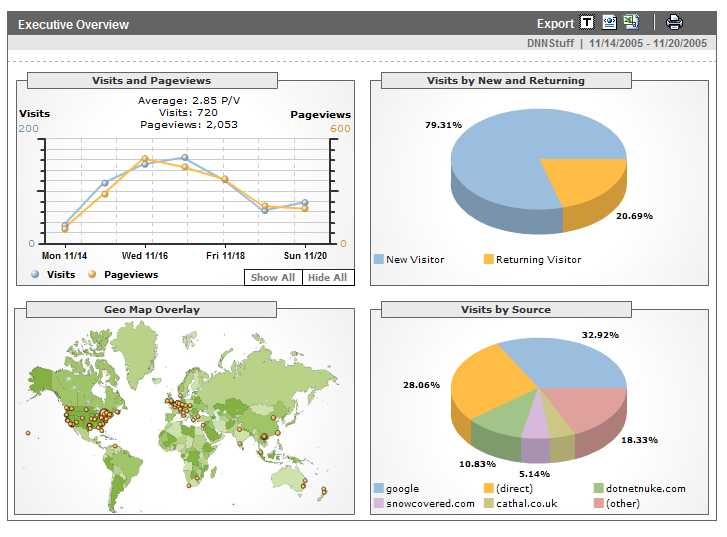 Executive Overview
Export T
DNNStuff | 11/14/2005 - 11/20/2005
Visits and Pageviews
Average: 2.85 P/V
Visits: 720
Pageviews: 2,053
Visits
Pageviews
200
600
0
0
Mon 11/14
Wed 11/16
Fri 11/18
Sun 11/20
Visits
Pageviews
Show All
Hide All
Visits by New and Returning
79.31%
20.69%
New Visitor
Returning Visitor
Geo Map Overlay
Visits by Source
32.92%
28.06%
18.33%
10.83%
5.14%
google
(direct)
dotnetnuke.com
snowcovered.com
cathal.co.uk
(other)